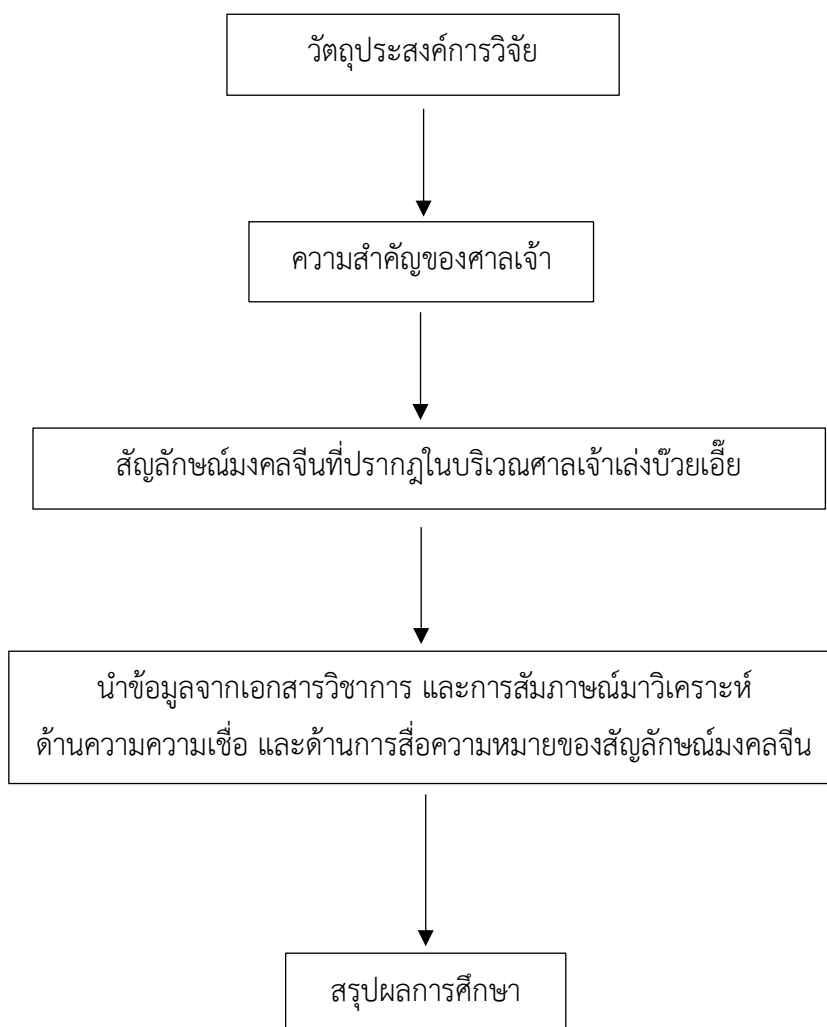 วัตถุประสงค์การวิจัย
ความสำคัญของศาลเจ้า
สัญลักษณ์มงคลจีนที่ปรากฏในบริเวณศาลเจ้าเล่งบ๊วยเอี๊ย
นำข้อมูลจากเอกสารวิชาการ และการสัมภาษณ์มาวิเคราะห์
ด้านความความเชื่อ และด้านการสื่อความหมายของสัญลักษณ์มงคลจีน
สรุปผลการศึกษา